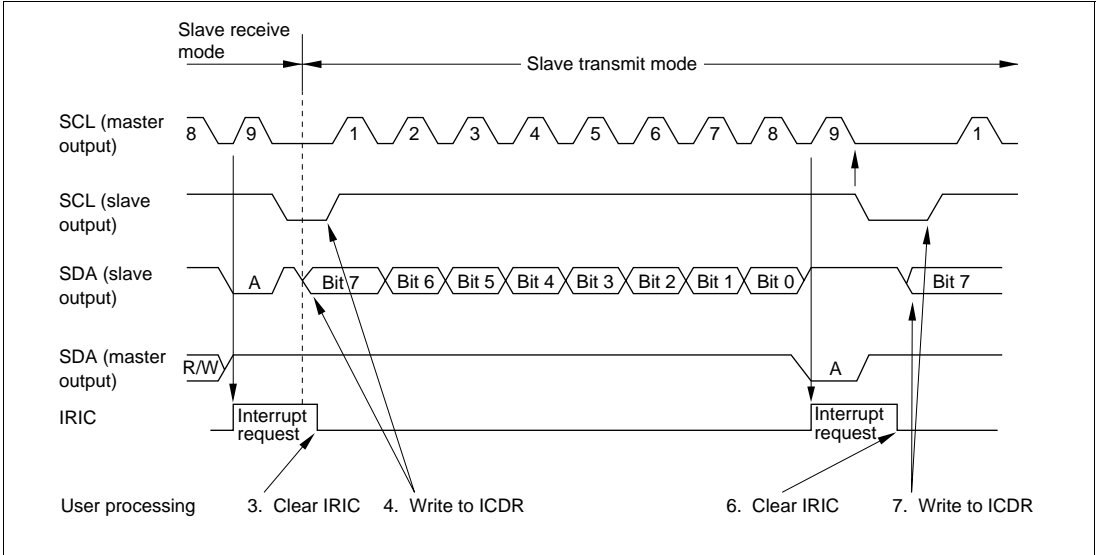 Slave receive
mode
Slave transmit mode
SCL (master
output)
8 9 1 2 3 4 5 6 7 8 9 1
SCL (slave
output)
SDA (slave
output)
A Bit 7 Bit 6 Bit 5 Bit 4 Bit 3 Bit 2 Bit 1 Bit 0 Bit 7
SDA (master
output)
R/W A
IRIC
Interrupt
request
Interrupt
request
User processing 3. Clear IRIC 4. Write to ICDR 6. Clear IRIC 7. Write to ICDR